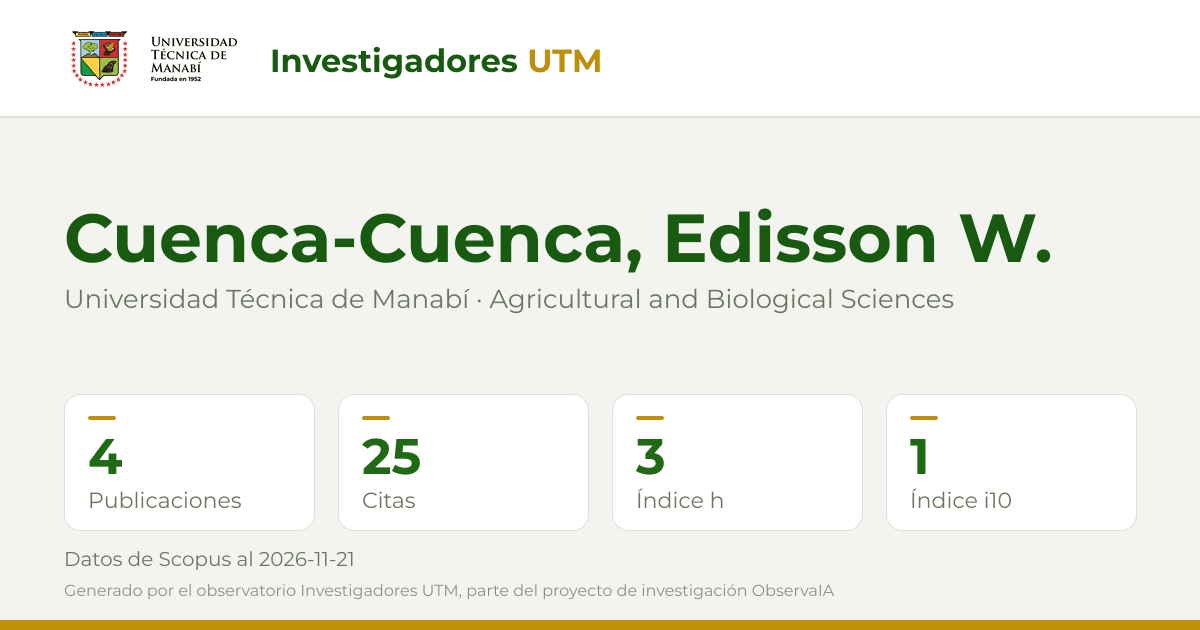 UNIVERSIDAD
TÉCNICA DE
MANABÍ
Fundada en 1952
Investigadores UTM
Cuenca-Cuenca, Edisson W.
Universidad Técnica de Manabí · Agricultural and Biological Sciences
4
Publicaciones
25
Citas
3
Índice h
1
Índice i10
Datos de Scopus al 2026-11-21
Generado por el observatorio Investigadores UTM, parte del proyecto de investigación ObservaIA